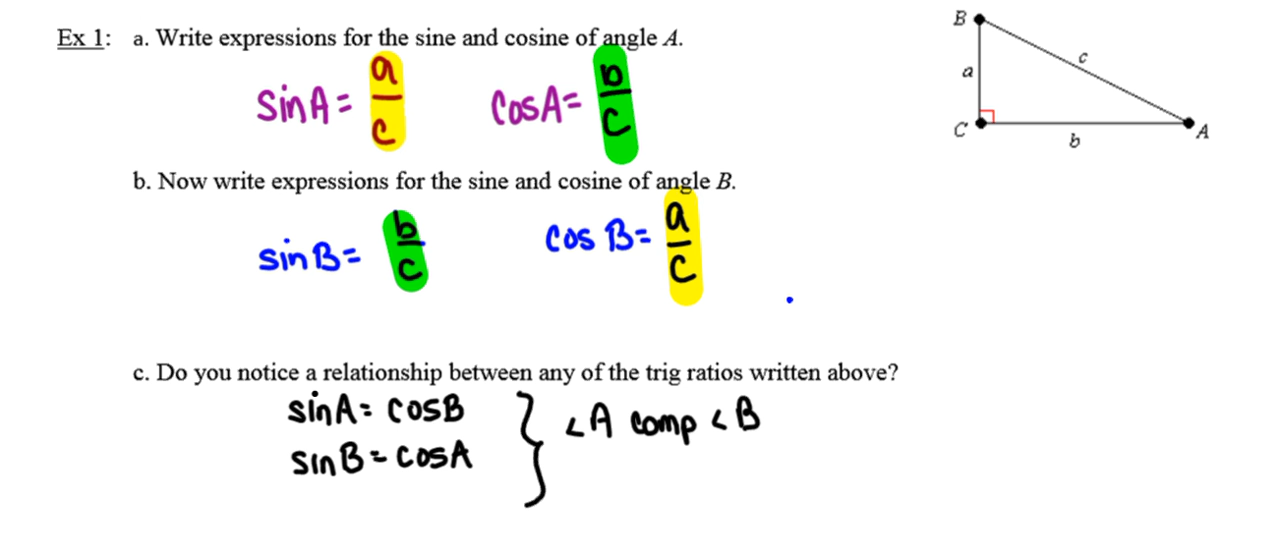 Ex 1: a. Write expressions for the sine and cosine of angle A.
sinA = a/c cosA = b/c
b. Now write expressions for the sine and cosine of angle B.
sinB = b/c cos B = a/c
c. Do you notice a relationship between any of the trig ratios written above?
sinA = cosB
sinB = cosA
} <A comp <B
B
a
c
C
b
A